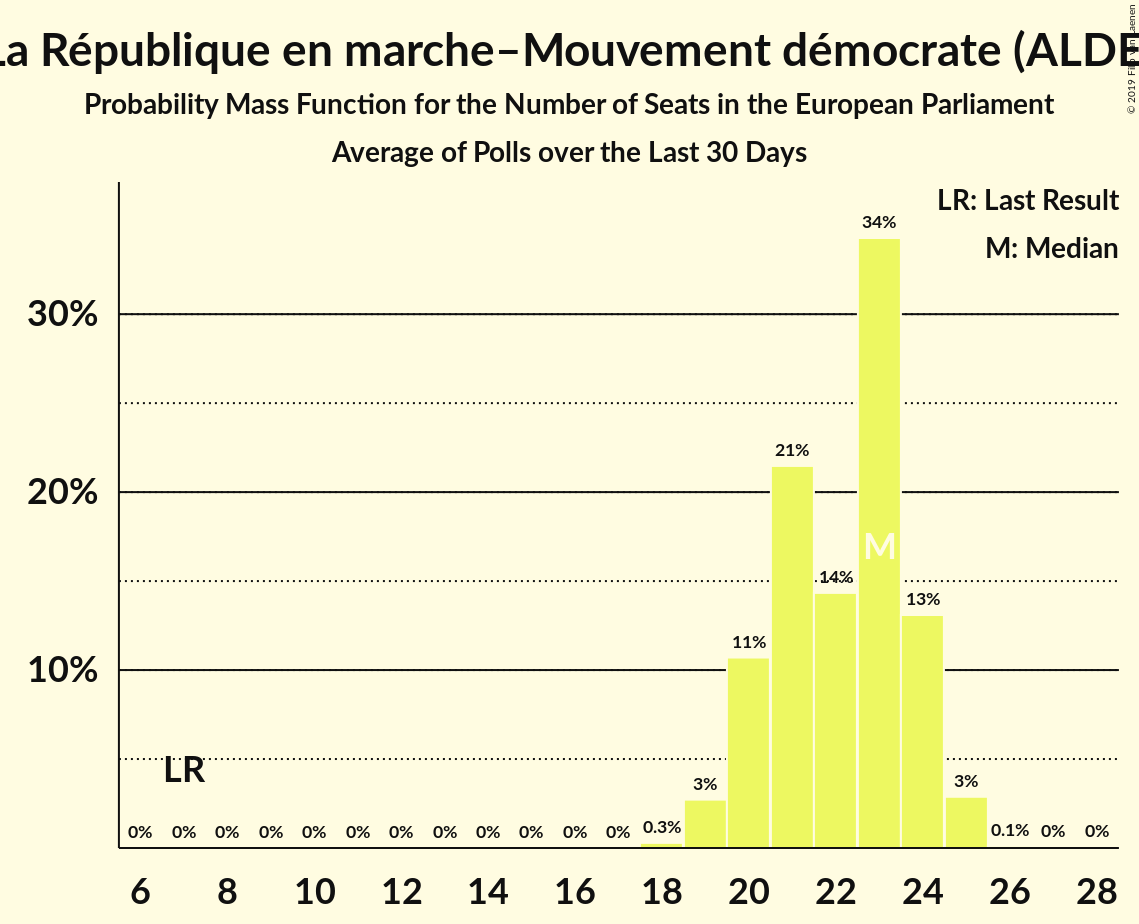 La République en marche–Mouvement démocrate (ALDE
Probability Mass Function for the Number of Seats in the European Parliament
Average of Polls over the Last 30 Days
© 2019
LR: Last Result
M: Median
34%
30%
21%
20%
M
14%
13%
11%
10%
LR
3%
3%
0% 0% 0% 0% 0% 0% 0% 0% 0% 0% 0% 0% 0.3% 0.1% 0% 0%
6 8 10 12 14 16 18 20 22 24 26 28